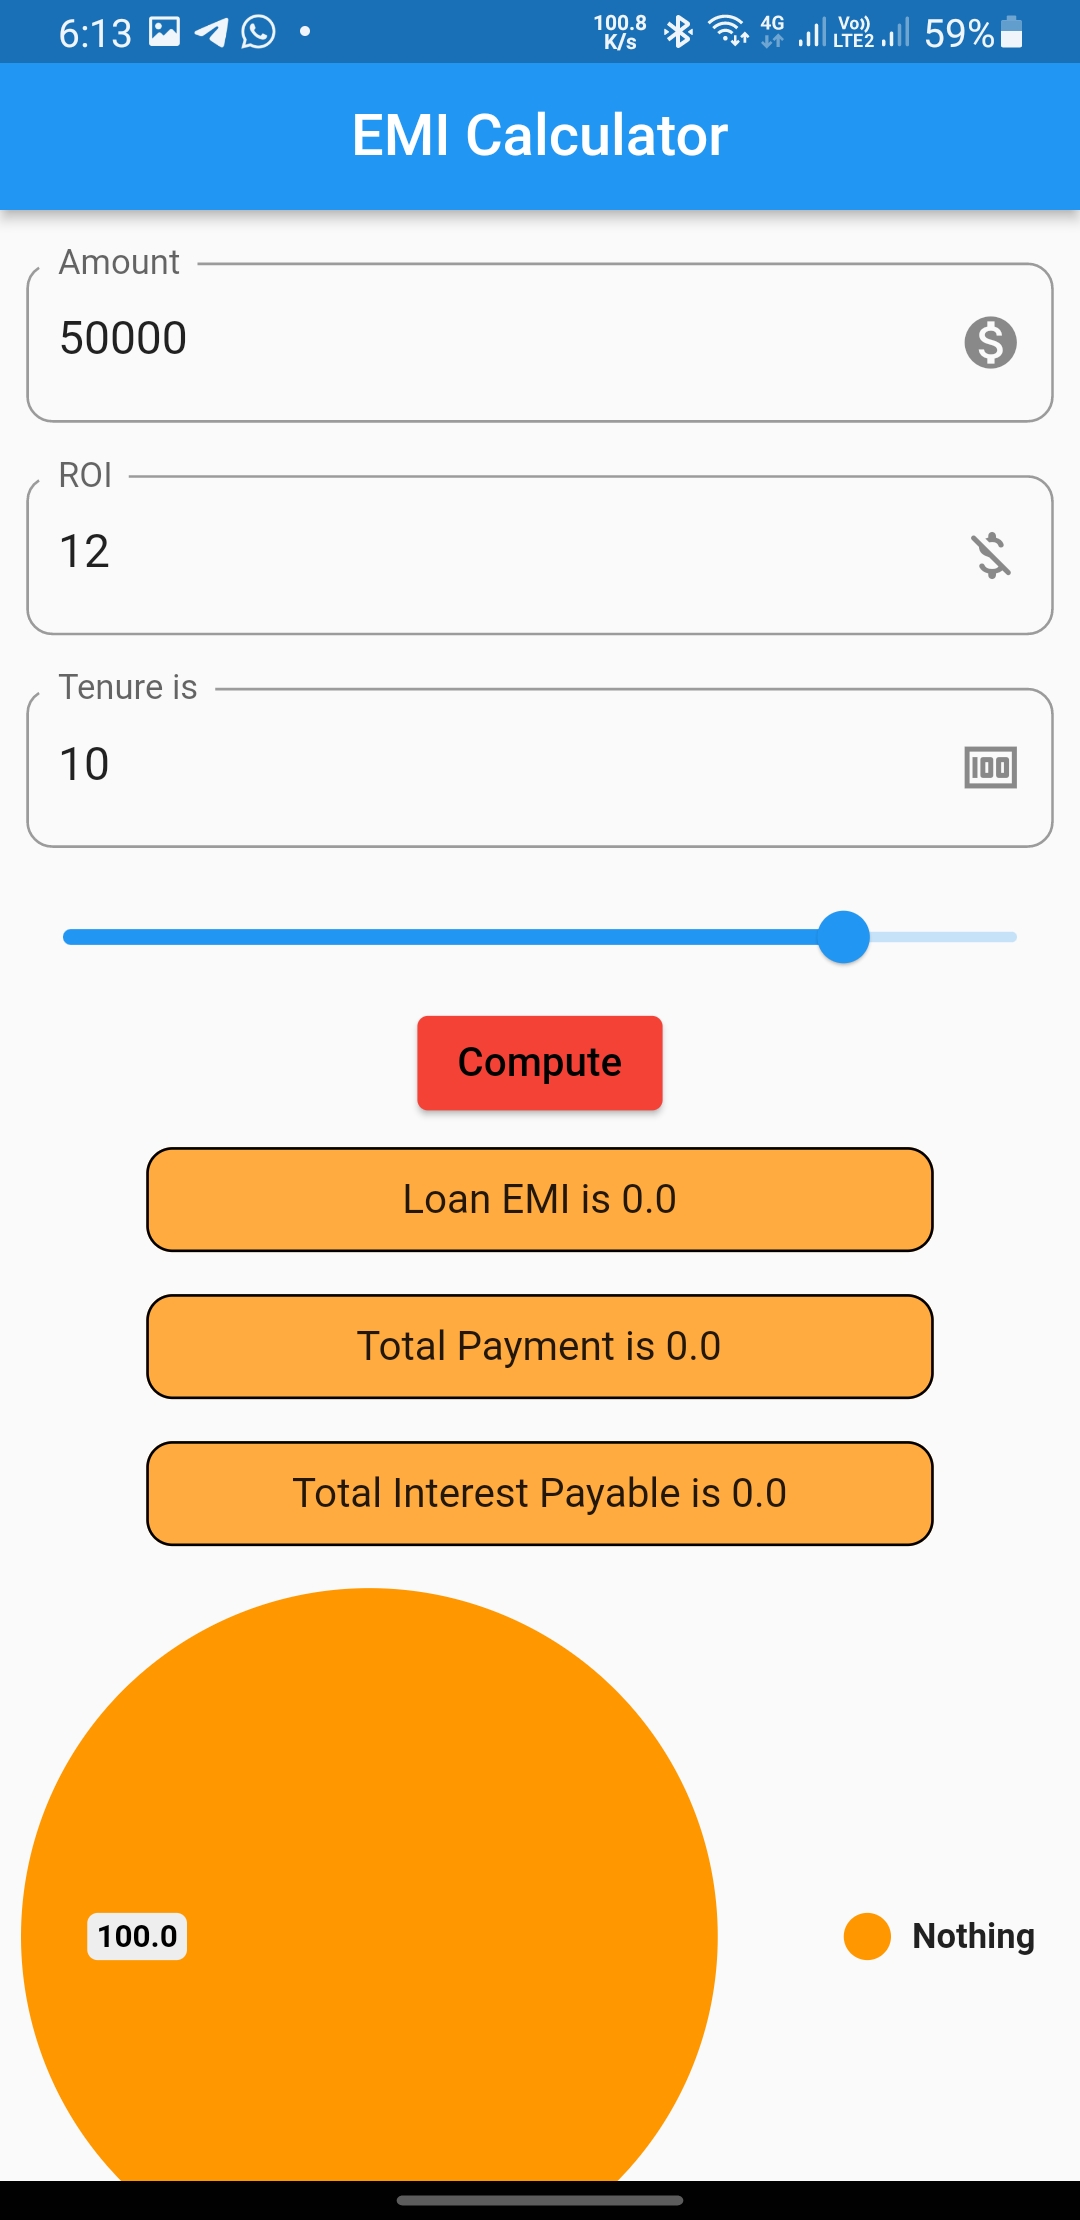 6:13 100.8 K/s 4G Vo)) LTE2 59%
EMI Calculator
Amount
50000
$
ROI
12
Tenure is
10
100
Compute
Loan EMI is 0.0
Total Payment is 0.0
Total Interest Payable is 0.0
100.0 Nothing